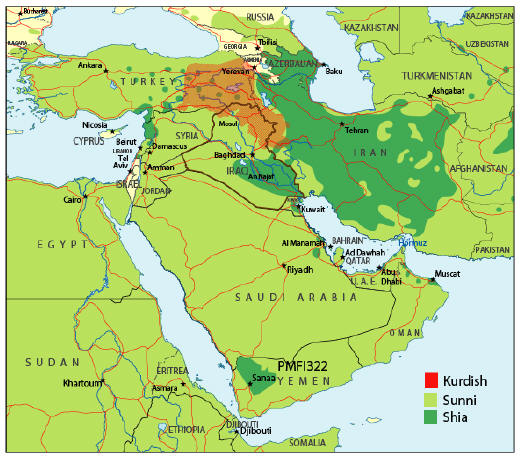 RUSSIA
KAZAKHSTAN
KAZAKHSTAN
GEORGIA
Tbilisi
UZBEKISTAN
Ankara
TURKEY
Yerevan
AZERBAIJAN
Baku
TURKMENISTAN
Ashgabat
Nicosia
CYPRUS
SYRIA
Mosul
Tehran
Beirut
LEBANON
Damascus
Baghdad
IRAN
AFGHANISTAN
Tel
Aviv
ISRAEL
Amman
JORDAN
IRAQ
An Najaf
Cairo
Kuwait
EGYPT
Al Manamah
BAHRAIN
Hormuz
PAKISTAN
Ad Dawhah
QATAR
Riyadh
Abu
Dhabi
U.A.E.
Muscat
SAUDI ARABIA
OMAN
SUDAN
ERITREA
PMFI322
Sanaa
YEMEN
Khartoum
Asmara
Kurdish
Sunni
Shia
DJIBOUTI
Djibouti
ETHIOPIA
SOMALIA